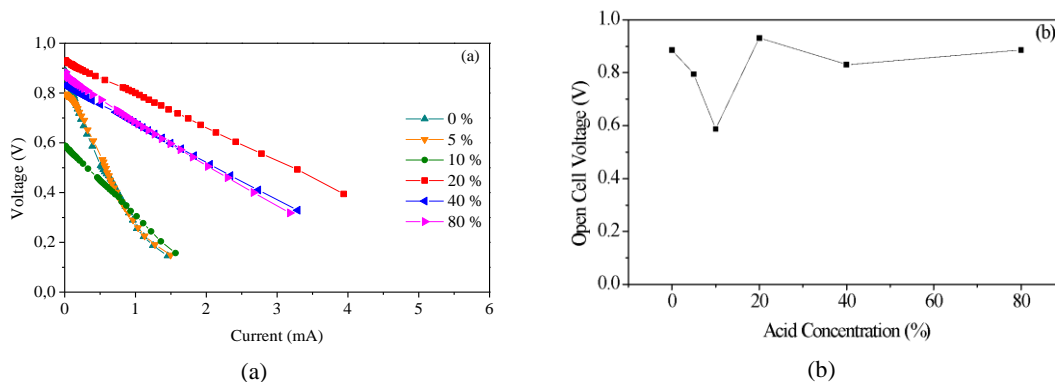 (a)
1,0
0,8
0,6
0,4
0,2
0,0
Voltage (V)
0 %
5 %
10 %
20 %
40 %
80 %
0 1 2 3 4 5 6
Current (mA)
(a)
(b)
1.0
0.8
0.6
0.4
0.2
0.0
Open Cell Voltage (V)
0 20 40 60 80
Acid Concentration (%)
(b)